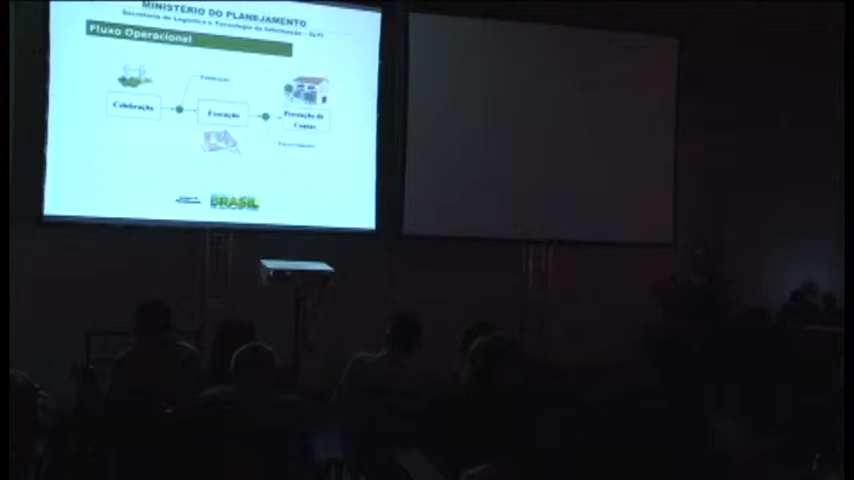 MINISTÉRIO DO PLANEJAMENTO
Secretaria de Logística e Tecnologia da Informação - SLTI
Fluxo Operacional
Celebração
Execução
Prestação de
Contas
BRASIL